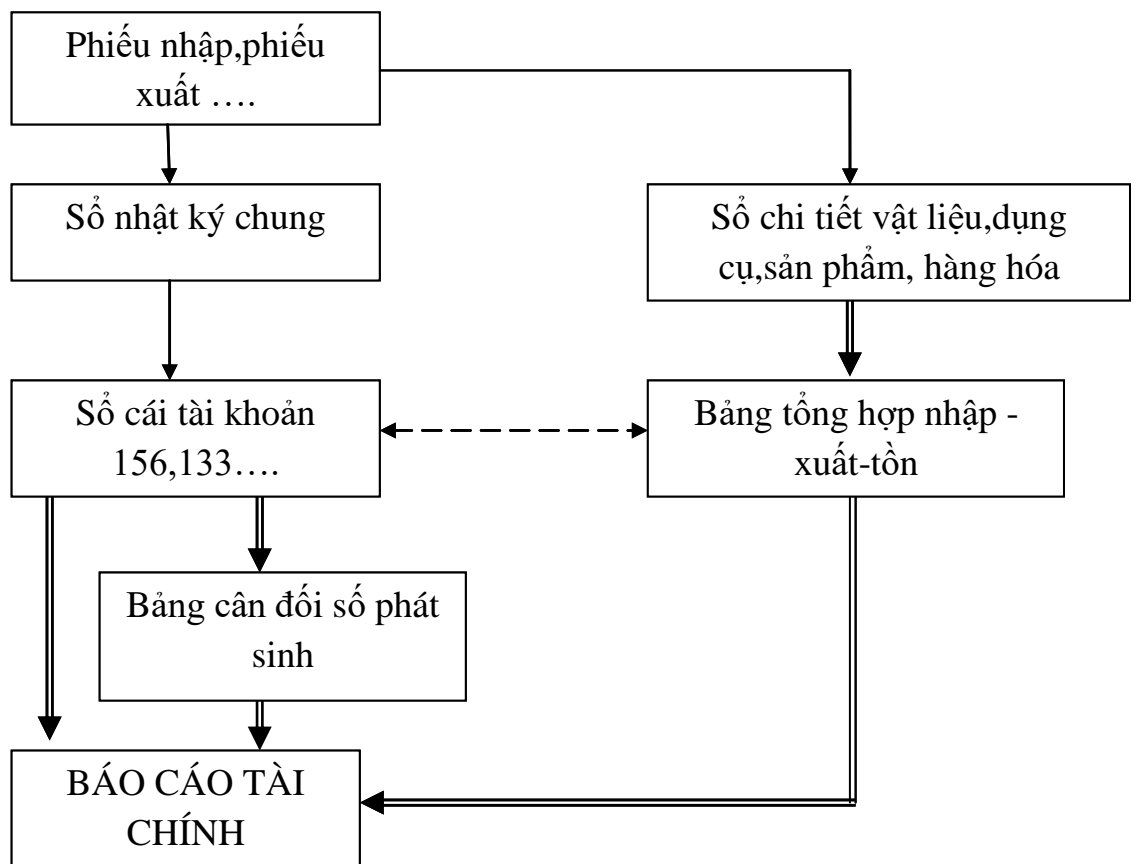 Phiếu nhập,phiếu
xuất ….
Sổ nhật ký chung
Sổ chi tiết vật liệu,dụng
cụ,sản phẩm, hàng hóa
Sổ cái tài khoản
156,133….
Bảng tổng hợp nhập -
xuất-tồn
Bảng cân đối số phát
sinh
BÁO CÁO TÀI
CHÍNH